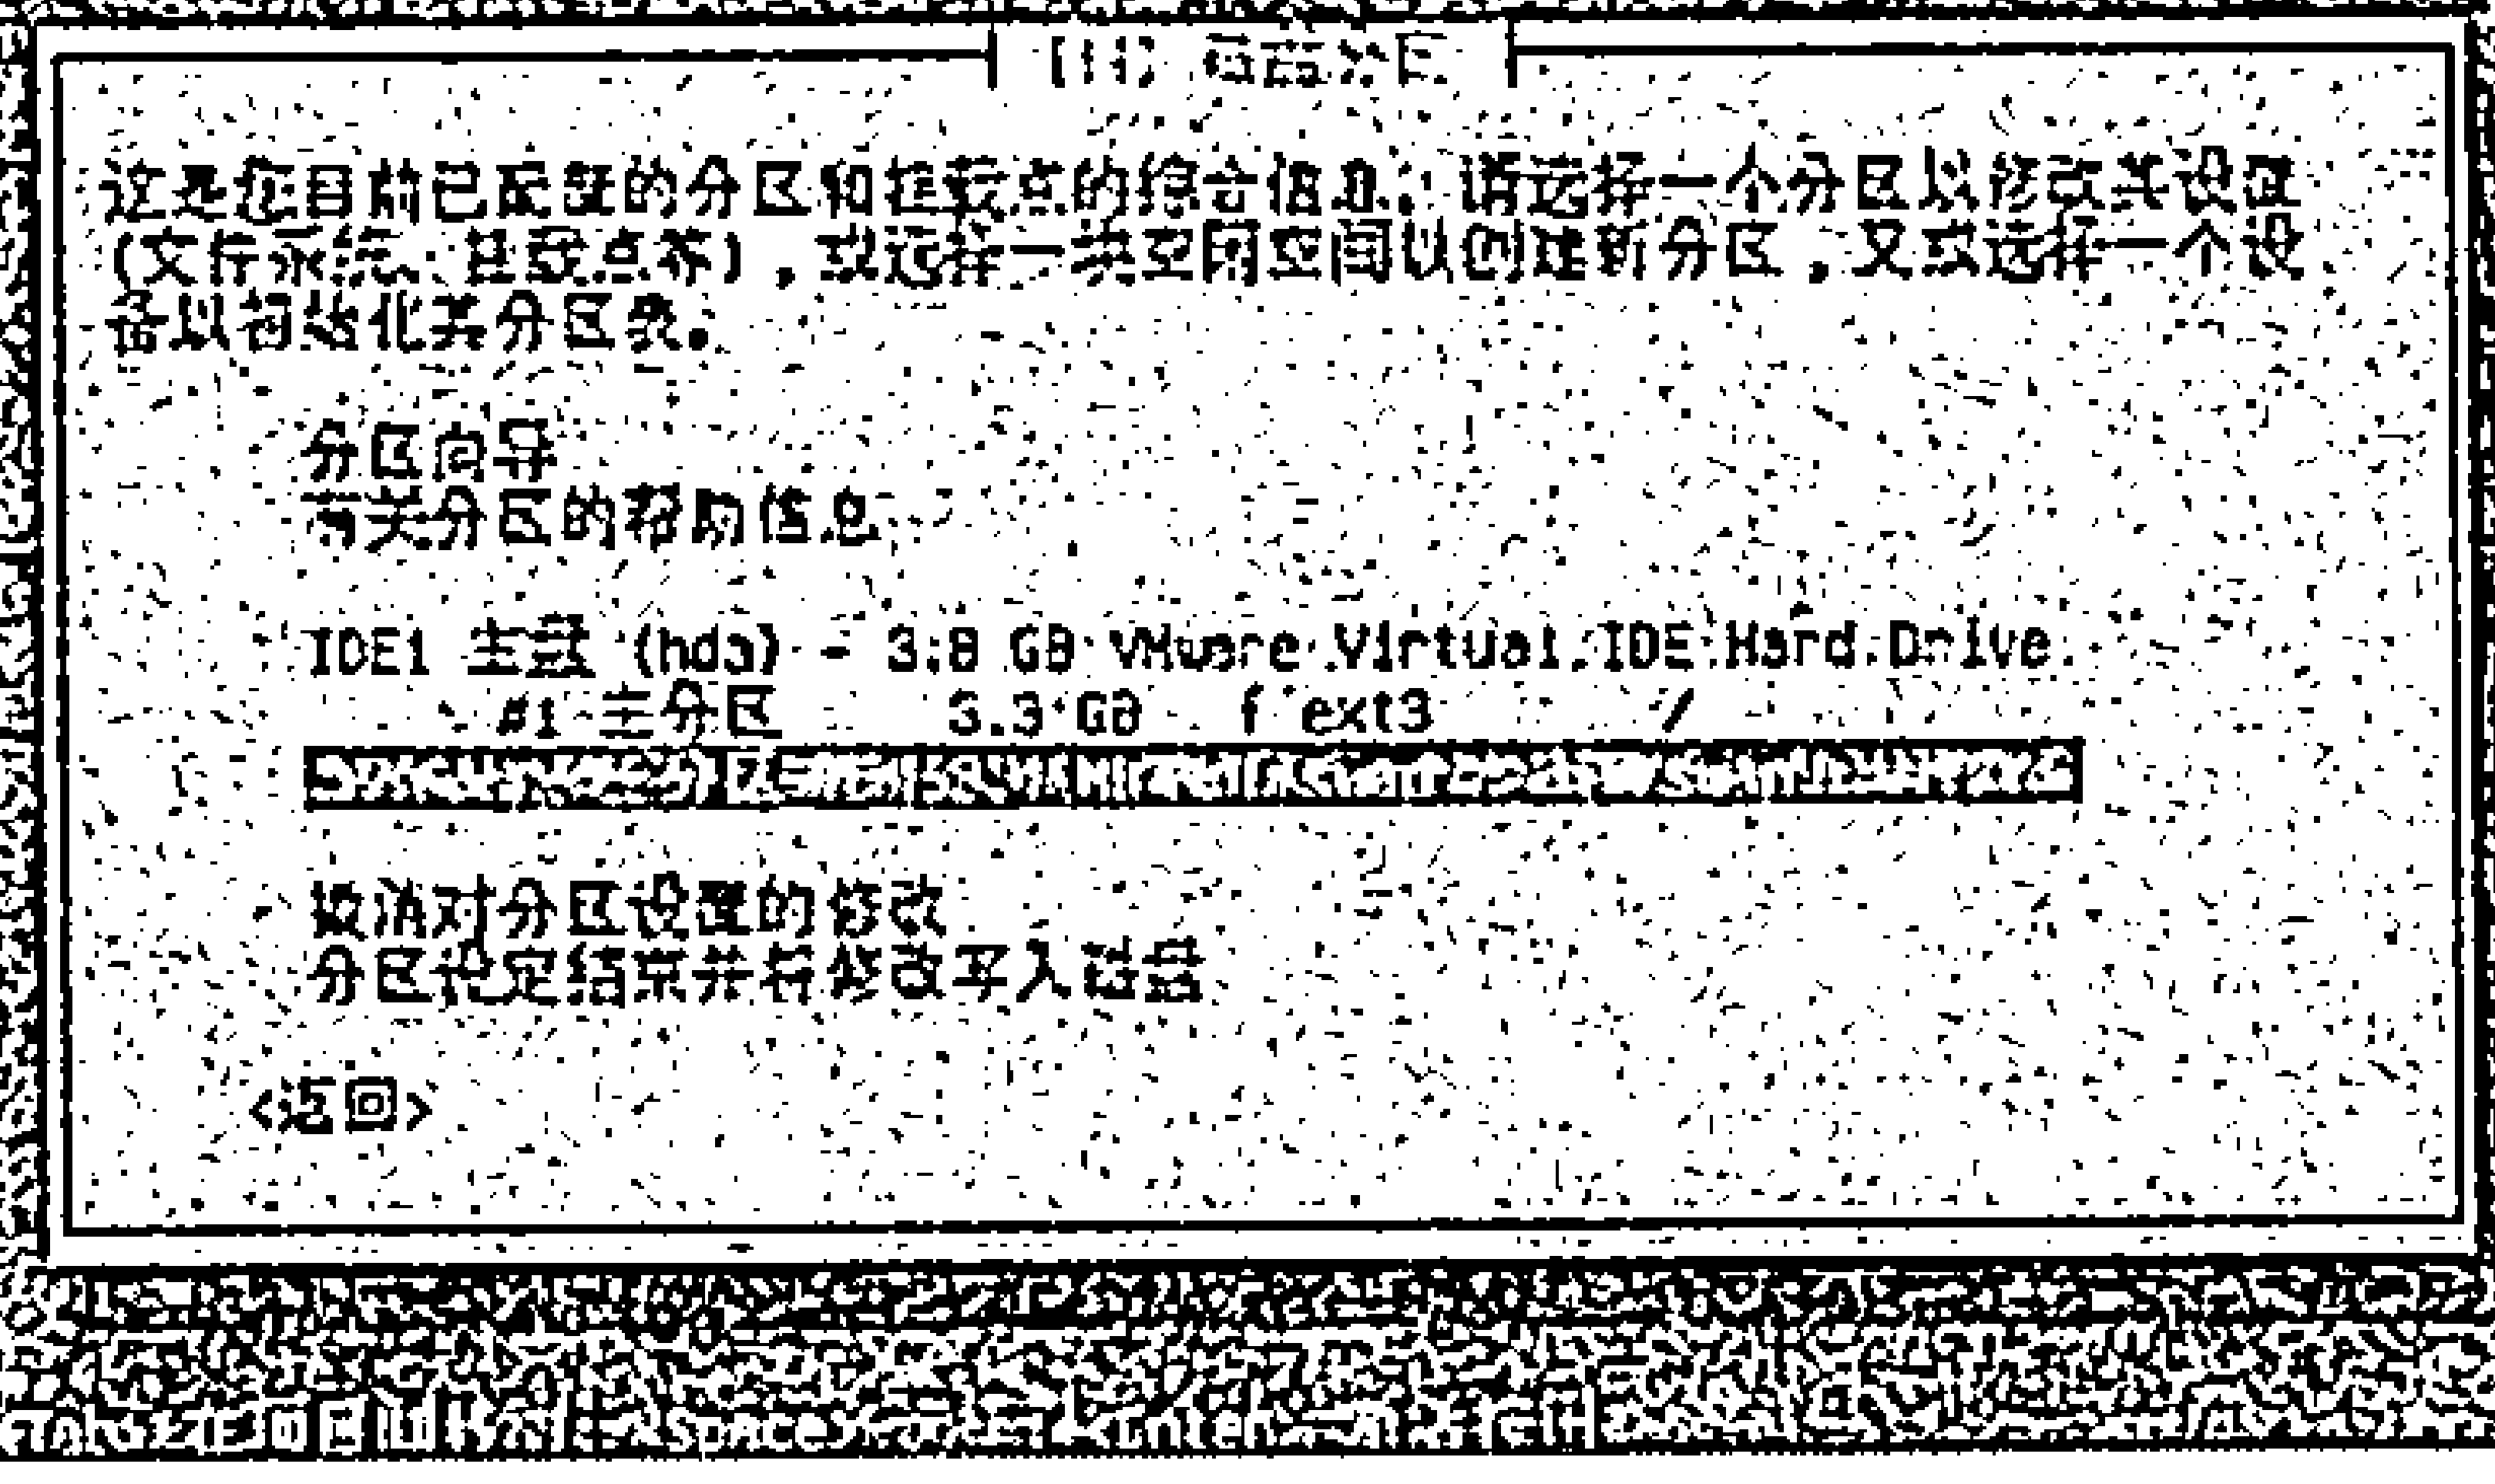 [!!] 磁盘分区
这是您目前已配置的分区和挂载点的综合信息。请选择一个分区以修改其设置
(文件系统、挂载点等)，或选择一块空闲空间以创建新分区，又或选择一个设
备以初始化其分区表。
分区向导
有关分区的帮助信息
IDE1 主盘 (hda) - 3.8 GB VMware Virtual IDE Hard Drive
#1 主分区 3.3 GB f ext3 /
取消对分区设置的修改
分区设定结束并将修改写入磁盘
<返回>